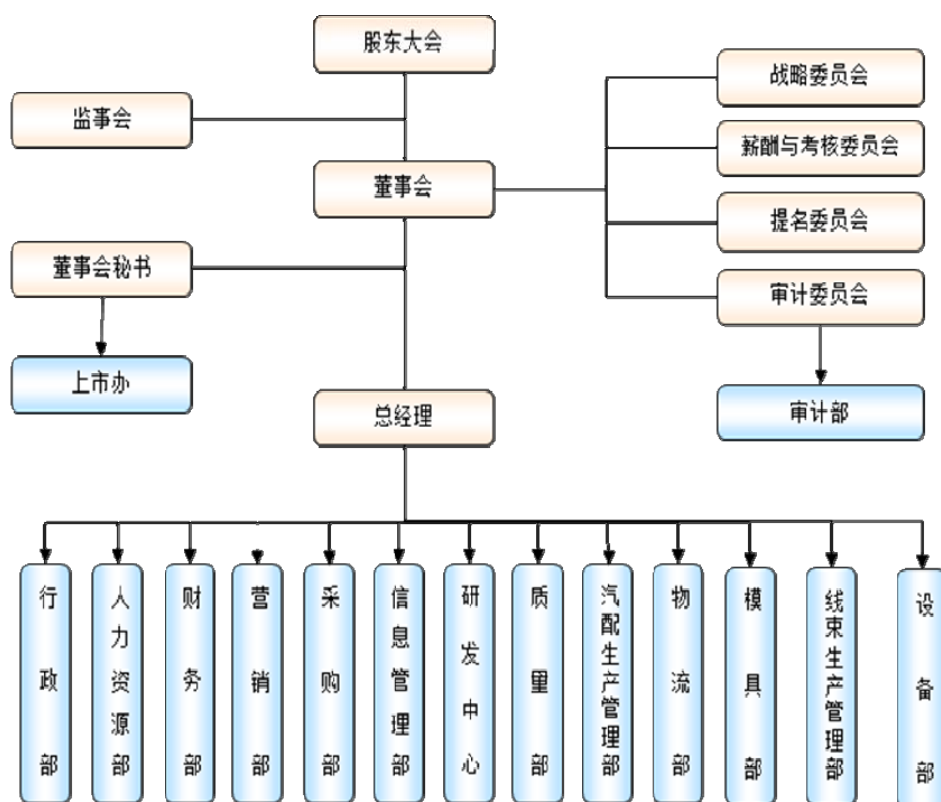 股东大会
战略委员会
监事会
薪酬与考核委员会
董事会
提名委员会
董事会秘书
审计委员会
上市办
总经理
审计部
行政部
人力资源部
财务部
营销部
采购部
信息管理部
研发中心
质量部
汽配生产管理部
物流部
模具部
线束生产管理部
设备部